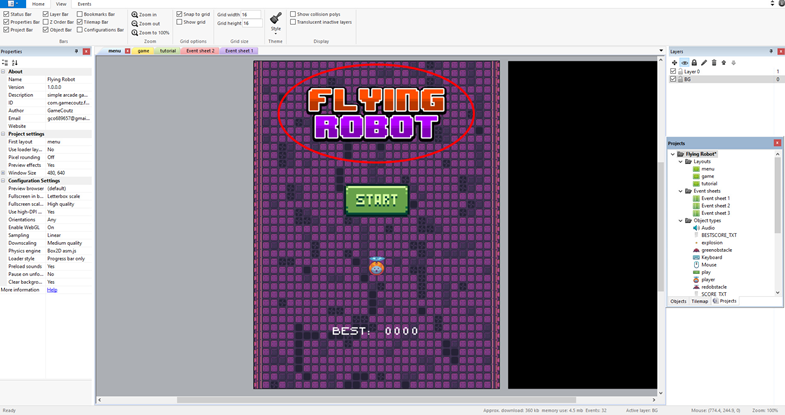 Home View Events
Status Bar Layer Bar Bookmarks Bar
Properties Bar Z Order Bar Tilemap Bar
Project Bar Object Bar Configurations Bar
Bars
Zoom in
Zoom out
Zoom to 100%
Zoom
Snap to grid
Show grid
Grid options
Grid width: 16
Grid height: 16
Grid size
Style
Theme
Show collision polys
Translucent inactive layers
Display
Properties
About
Name Flying Robot
Version 1.0.0.0
Description simple arcade ga...
ID com.gamecoutz.f...
Author GameCoutz
Email gco689657@gmai...
Website
Project settings
First layout menu
Use loader lay... No
Pixel rounding Off
Preview effects Yes
Window Size 480, 640
Configuration Settings
Preview browser (default)
Fullscreen in b... Letterbox scale
Fullscreen scal... High quality
Use high-DPI ... Yes
Orientations Any
Enable WebGL On
Sampling Linear
Downscaling Medium quality
Physics engine Box2D asm.js
Loader style Progress bar only
Preload sounds Yes
Pause on unfo... No
Clear backgro... Yes
More information Help
menu game tutorial Event sheet 2 Event sheet 1
FLYING
ROBOT
START
BEST: 0000
Layers
Layer 0 1
BG 0
Projects
Flying Robot*
Layouts
menu
game
tutorial
Event sheets
Event sheet 1
Event sheet 2
Event sheet 3
Object types
Audio
BESTSCORE_TXT
explosion
greenobstacle
Keyboard
Mouse
play
player
redobstacle
SCORE_TXT
Objects Tilemap Projects
Ready
Approx. download: 380 kb memory use: 4.5 mb Events: 32 Active layer: BG Mouse: (774.4, 244.9, 0) Zoom: 100%